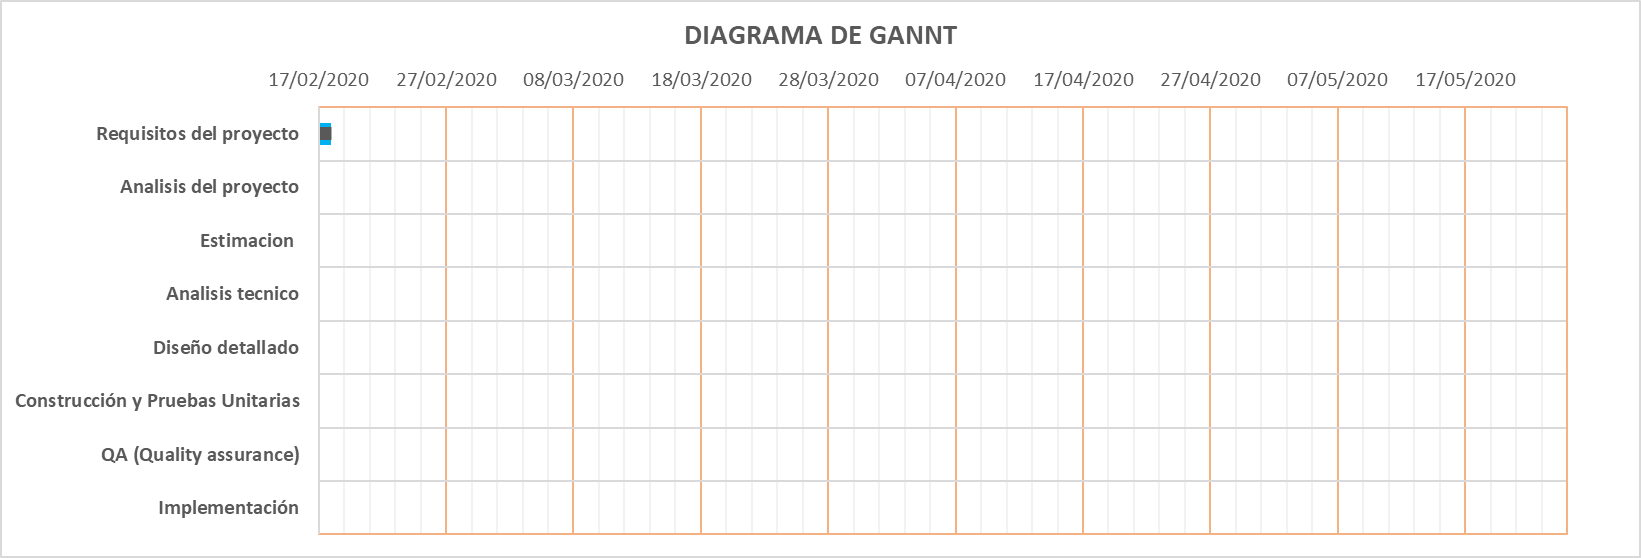 DIAGRAMA DE GANNT
17/02/2020 27/02/2020 08/03/2020 18/03/2020 28/03/2020 07/04/2020 17/04/2020 27/04/2020 07/05/2020 17/05/2020
Requisitos del proyecto
Analisis del proyecto
Estimacion
Analisis tecnico
Diseño detallado
Construcción y Pruebas Unitarias
QA (Quality assurance)
Implementación